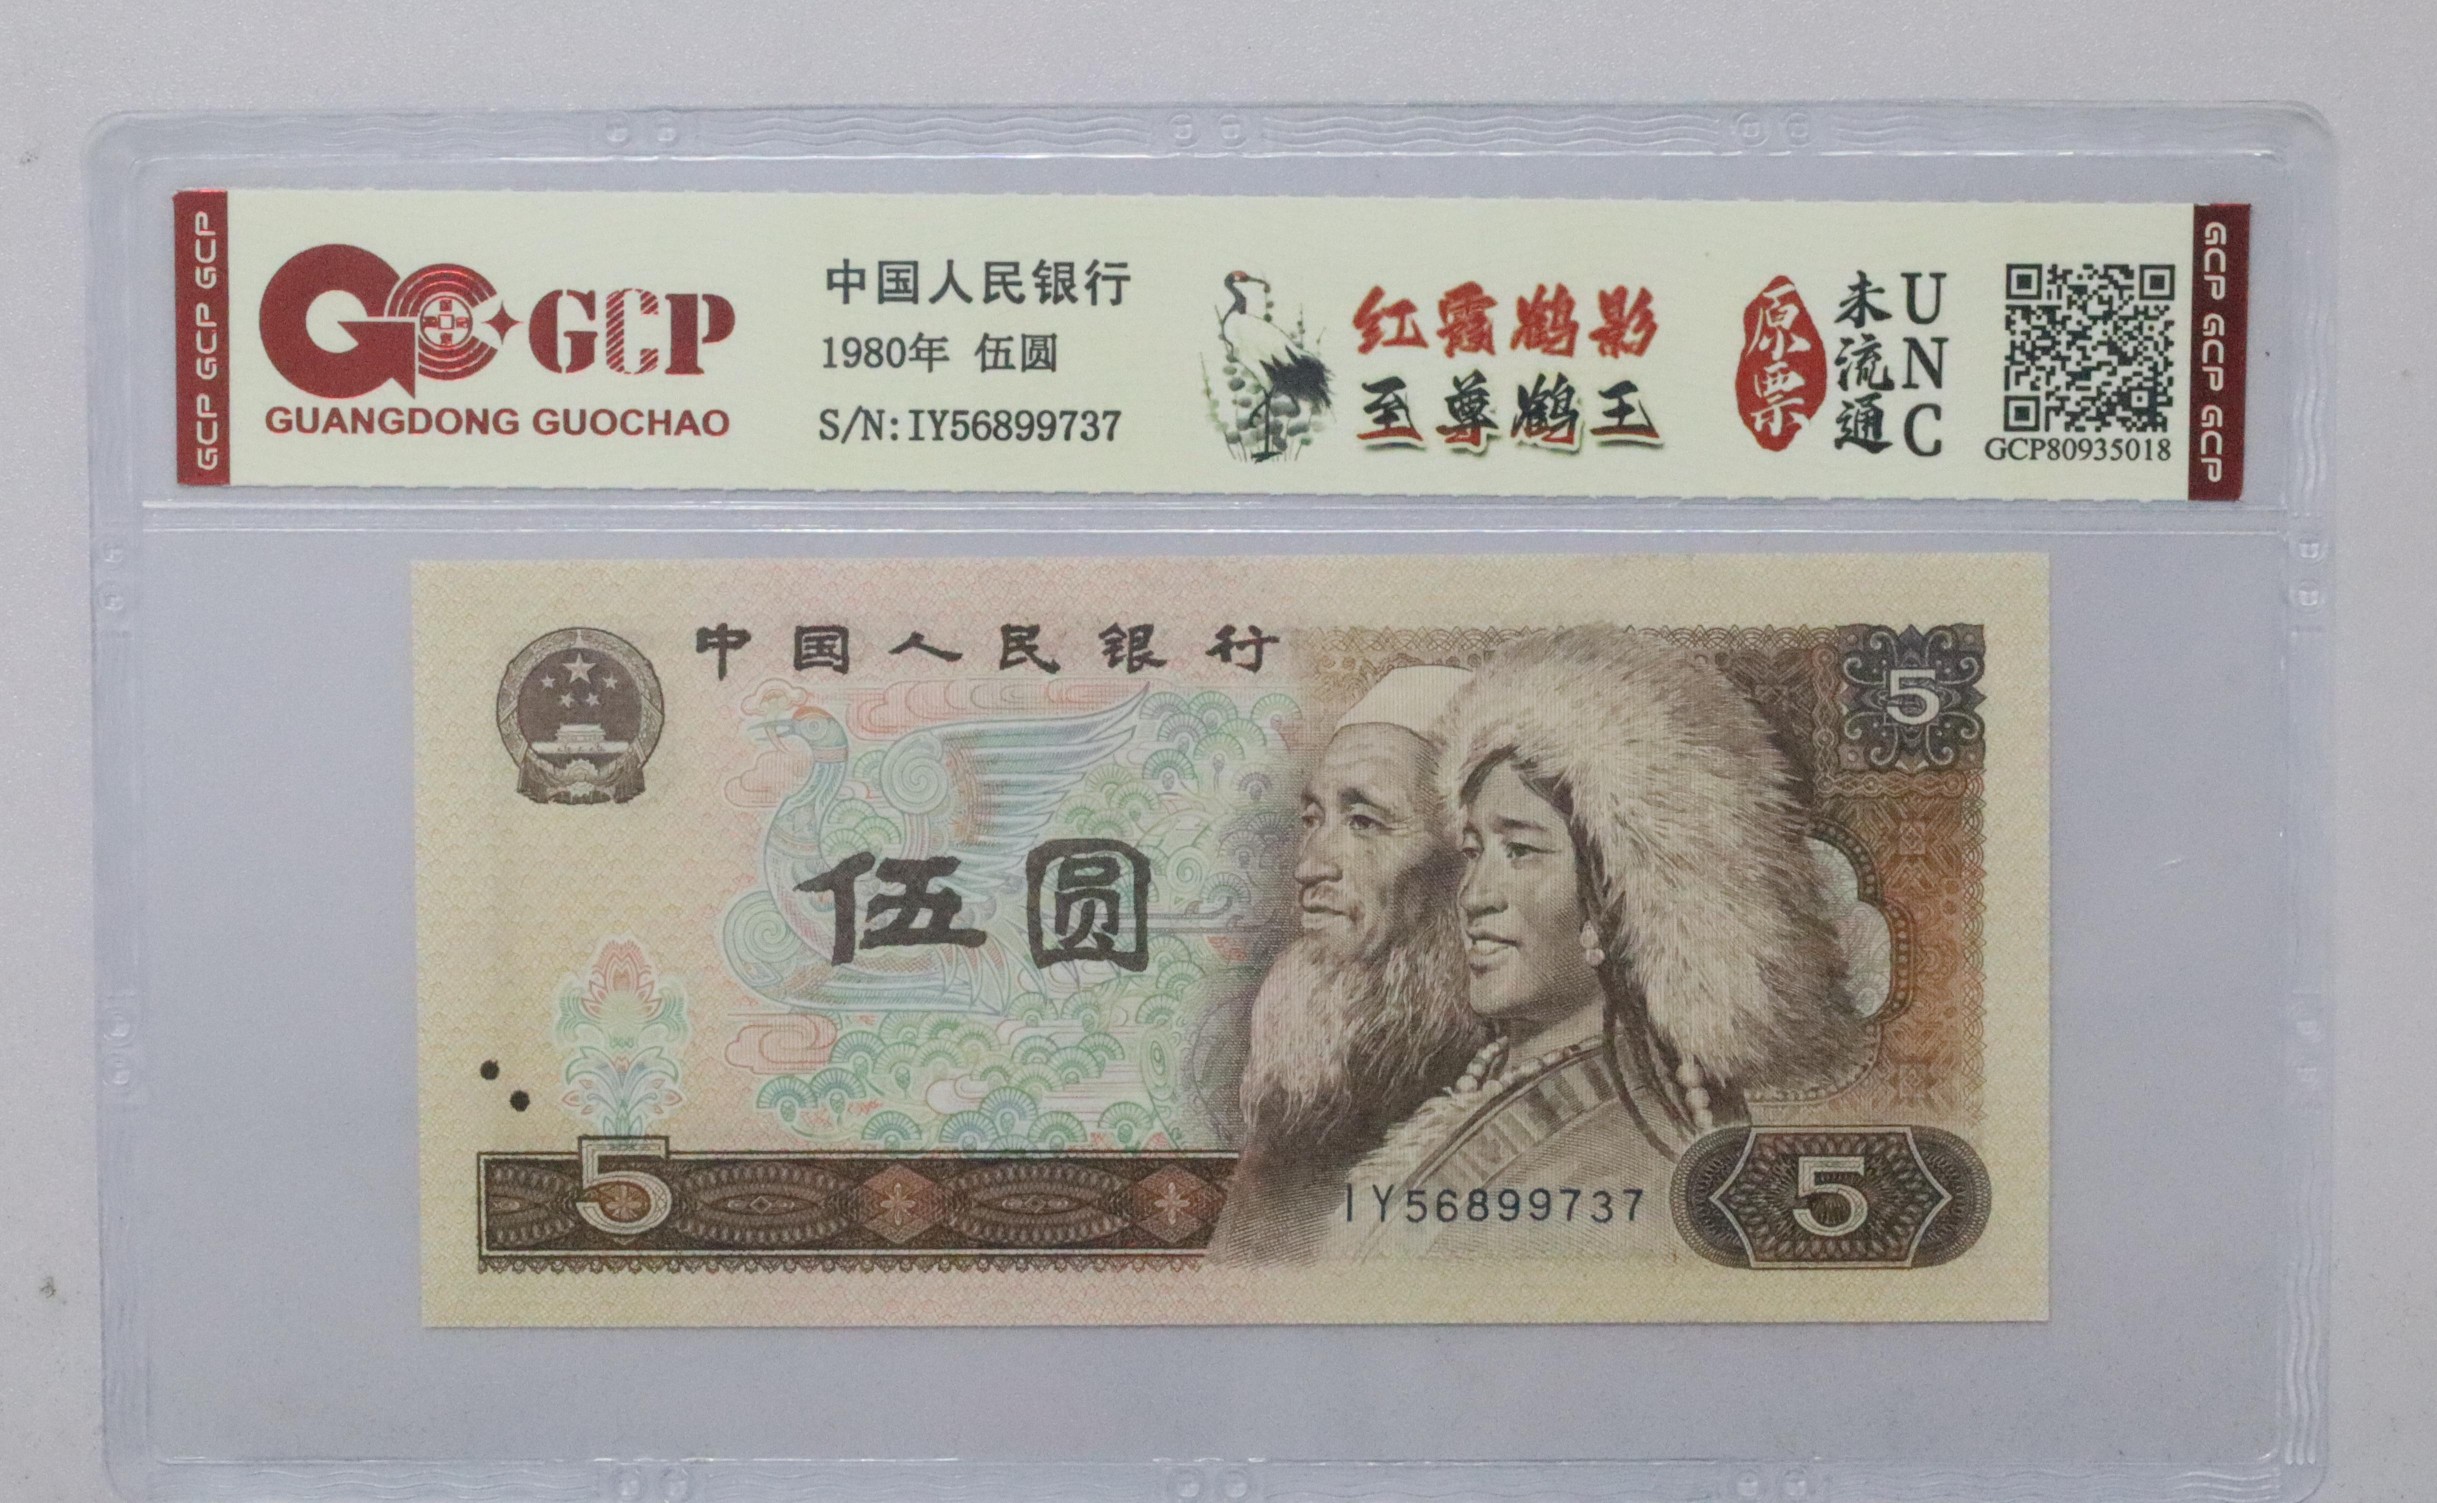 GCP GCP GCP
GCP
GUANGDONG GUOCHAO
中国人民银行
1980年 伍圆
S/N:IY56899737
红霞鹤影
至尊鹤王
原票
未流通
UNC
GCP80935018
GCP GCP GCP
中国人民银行
5
伍圆
5
IY56899737
5